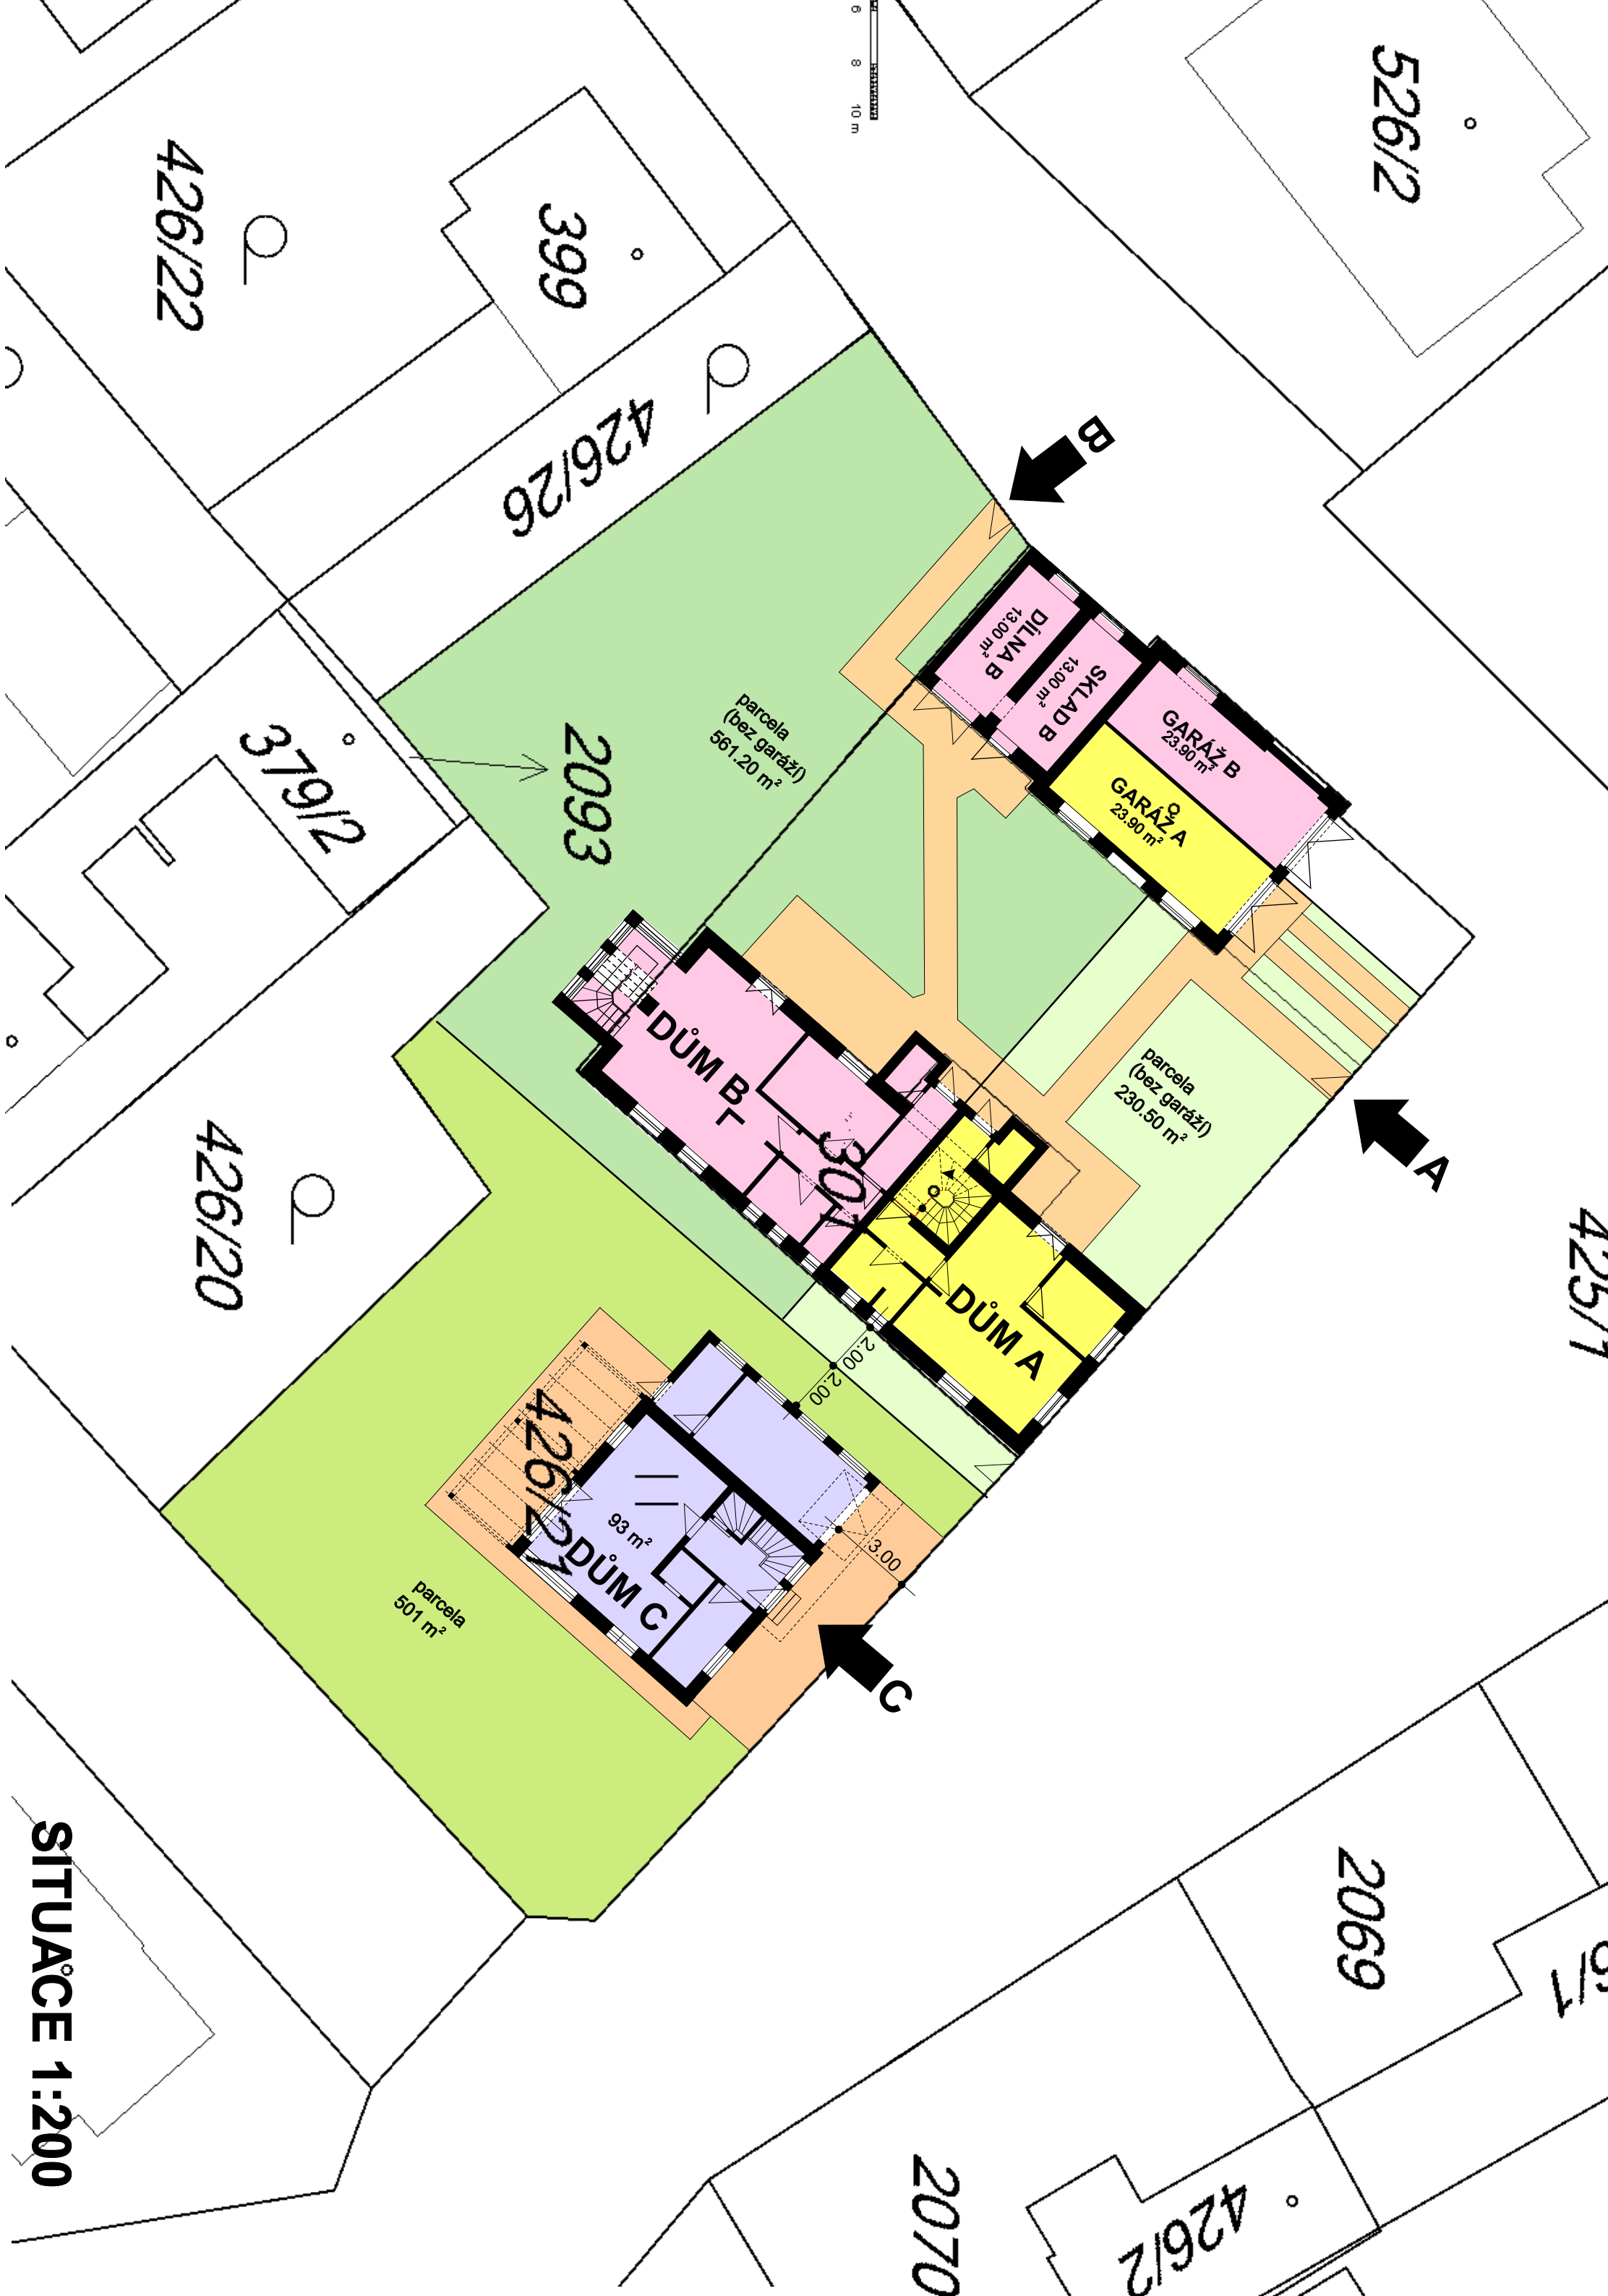 6
8
10 m
526/2
426/22
399
426/26
B
DÍLNA B
13.00 m²
SKLAD B
13.00 m²
GARÁŽ B
23.90 m²
GARÁŽ A
23.90 m²
parcela
(bez garáží)
561.20 m²
379/2
2093
DŮM B
301
parcela
(bez garáží)
230.50 m²
A
425/1
426/20
DŮM A
2.00
2.00
426/21
93 m²
DŮM C
3.00
parcela
501 m²
C
SITUACE 1:200
2069
2070
426/2